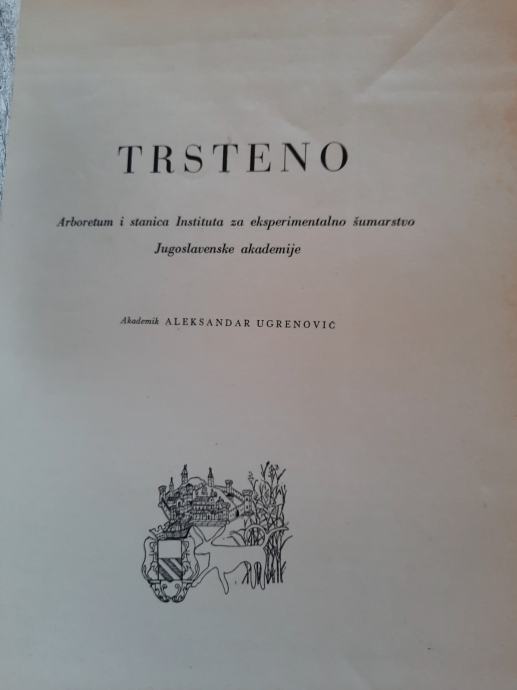 TRSTENO
Arboretum i stanica Instituta za eksperimentalno šumarstvo
Jugoslavenske akademije
Akademik ALEKSANDAR UGRENOVIĆ